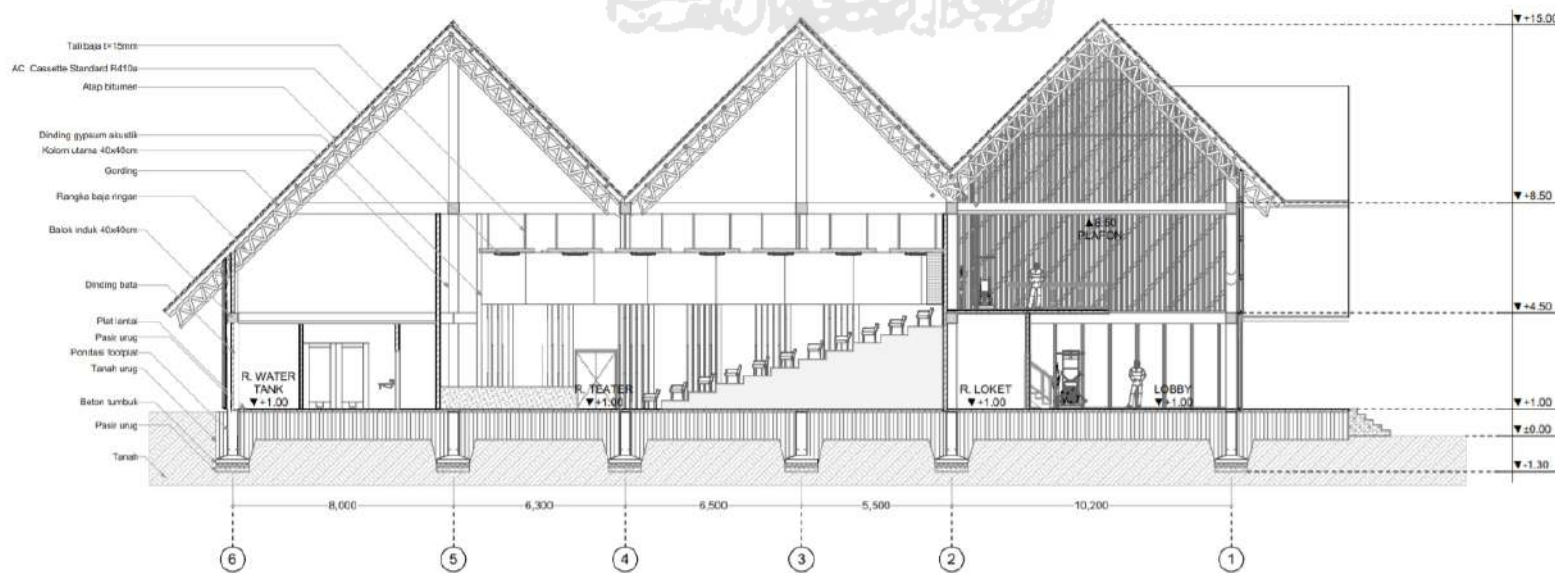 Tali baja t=15mm
AC Cassette Standard R410a
Atap bitumen
Dinding gypsum akustik
Kolom utama 40x40cm
Gording
Rangka baja ringan
Balok induk 40x40cm
Dinding bata
Plat lantai
Pasir urug
Pondasi footplat
Tanah urug
Beton tumbuk
Pasir urug
Tanah
▼+15.00
▼+8.50
▼+4.50
▼+1.00
▼±0.00
▼-1.30
▲8.50
PLAFON
R. WATER
TANK
▼+1.00
R. TEATER
▼+1.00
R. LOKET
▼+1.00
LOBBY
▼+1.00
8,000 6,300 6,500 5,500 10,200
6 5 4 3 2 1